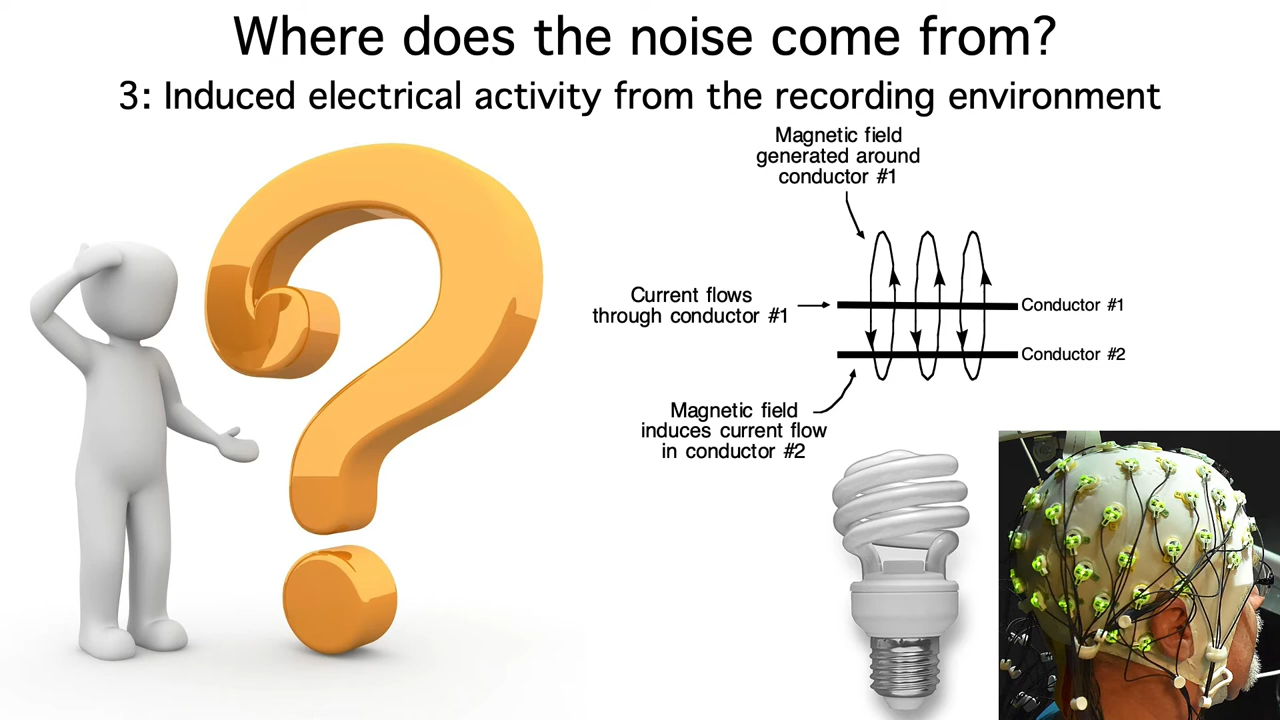 Where does the noise come from?
3: Induced electrical activity from the recording environment
Magnetic field
generated around
conductor #1
Current flows
through conductor #1
Conductor #1
Conductor #2
Magnetic field
induces current flow
in conductor #2